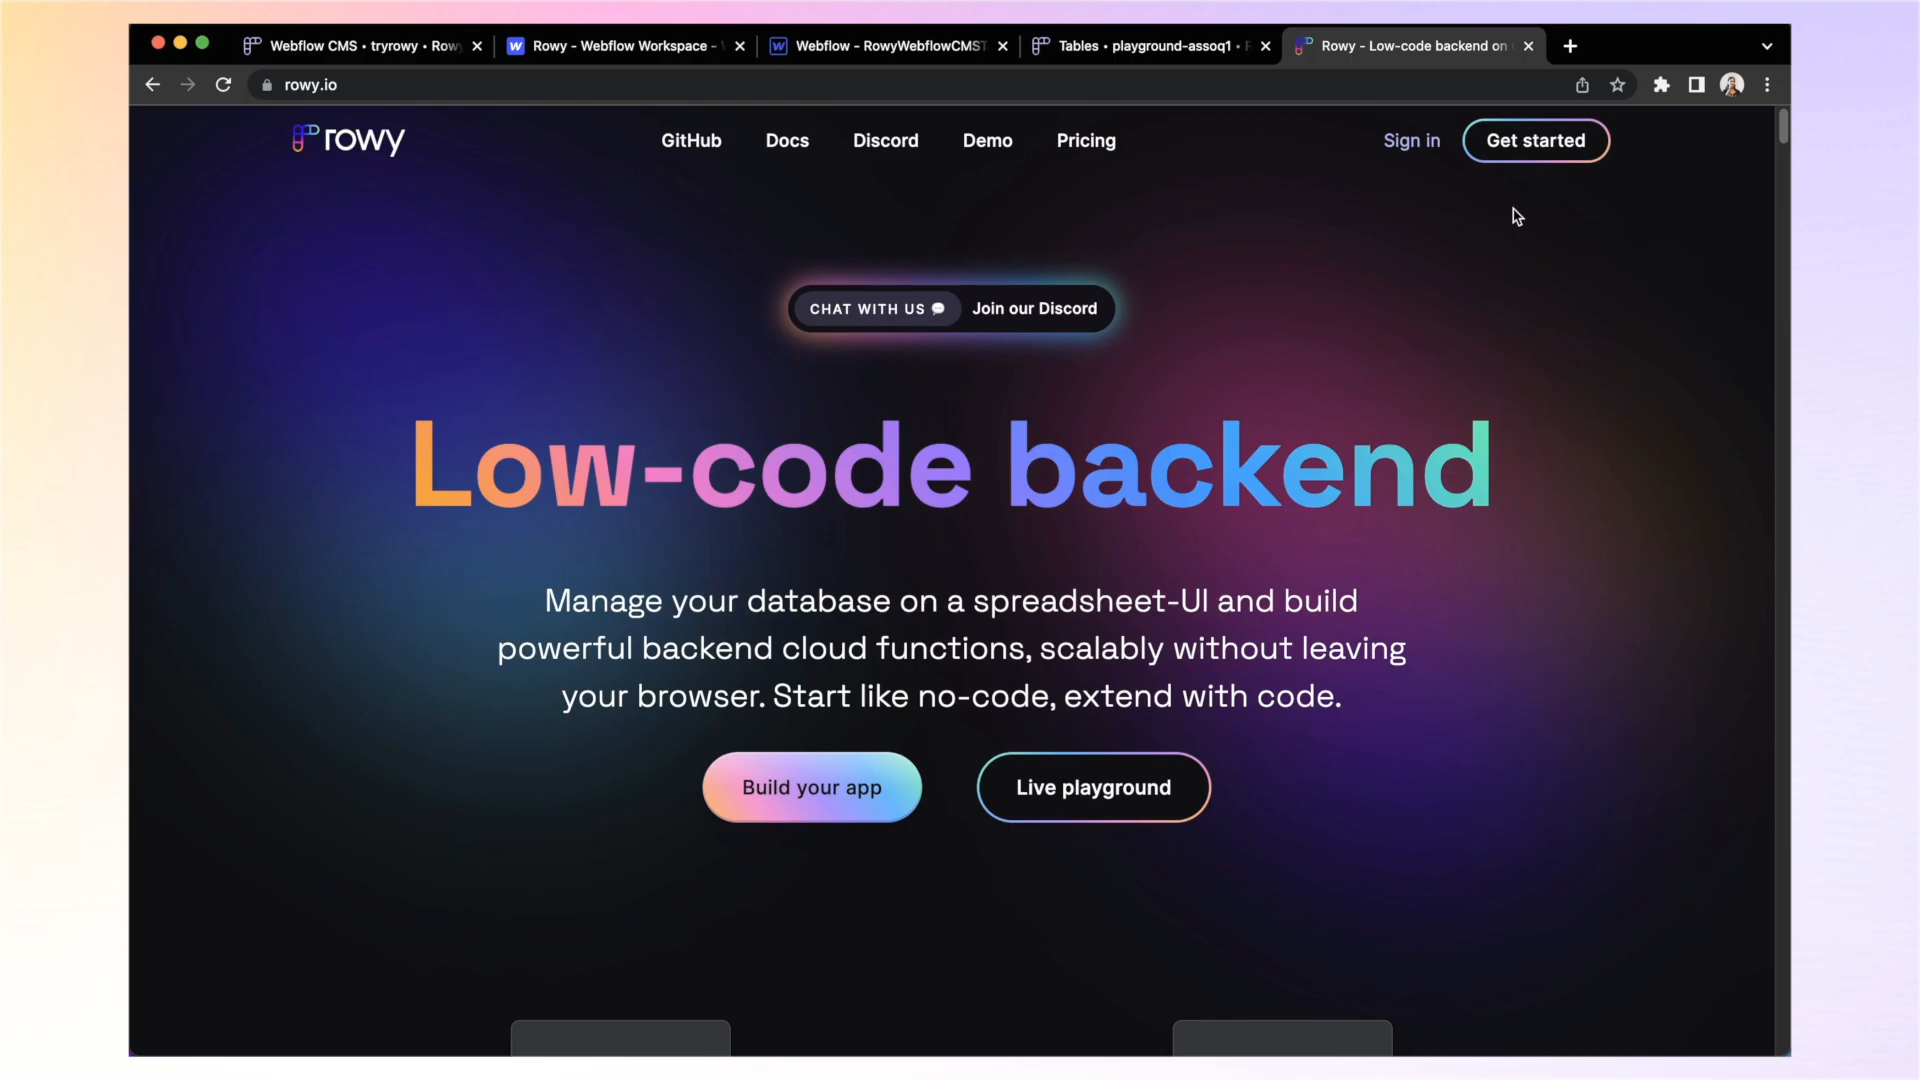 Webflow CMS • tryrowy • Row
Rowy - Webflow Workspace -
Webflow - RowyWebflowCMST
Tables • playground-assoq1 •
Rowy - Low-code backend on
rowy.io
rowy
GitHub
Docs
Discord
Demo
Pricing
Sign in
Get started
CHAT WITH US 💬 Join our Discord
Low-code backend
Manage your database on a spreadsheet-UI and build
powerful backend cloud functions, scalably without leaving
your browser. Start like no-code, extend with code.
Build your app
Live playground